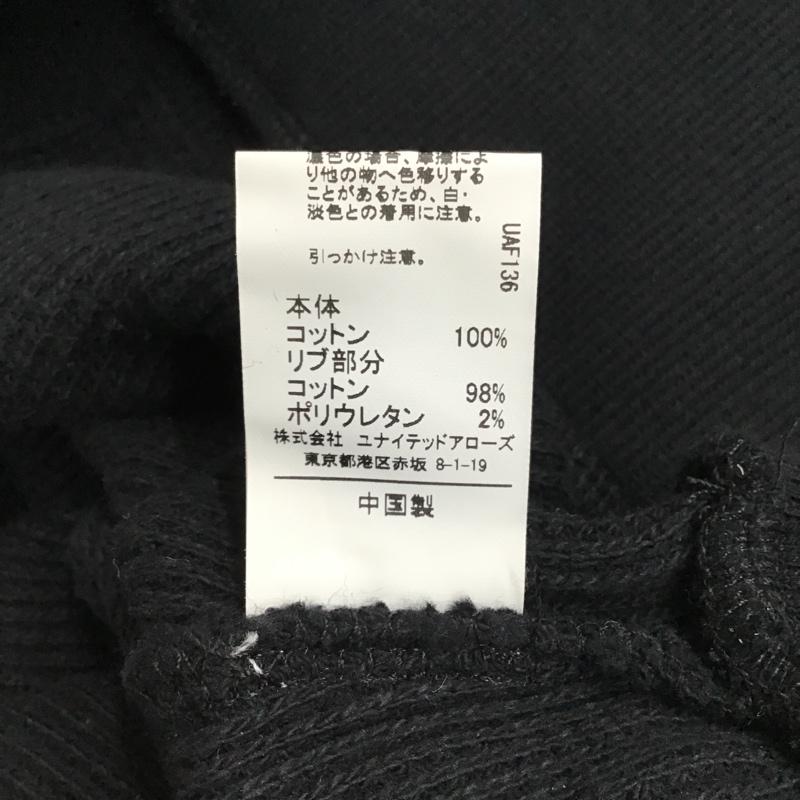 濃色の場合、摩擦によ
り他の物へ色移りする
ことがあるため、白・
淡色との着用に注意。
引っかけ注意。
UAF136
本体
コットン 100%
リブ部分
コットン 98%
ポリウレタン 2%
株式会社 ユナイテッドアローズ
東京都港区赤坂 8-1-19
中国製